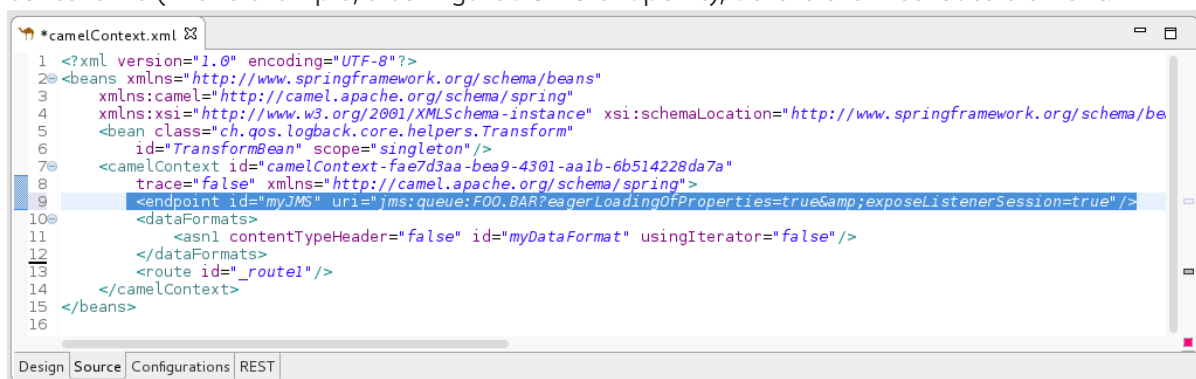 *camelContext.xml
1 <?xml version="1.0" encoding="UTF-8"?>
2 <beans xmlns="http://www.springframework.org/schema/beans"
3 xmlns:camel="http://camel.apache.org/schema/spring"
4 xmlns:xsi="http://www.w3.org/2001/XMLSchema-instance" xsi:schemaLocation="http://www.springframework.org/schema/be
5 <bean class="ch.qos.logback.core.helpers.Transform"
6 id="TransformBean" scope="singleton"/>
7 <camelContext id="camelContext-fae7d3aa-bea9-4301-aa1b-6b514228da7a"
8 trace="false" xmlns="http://camel.apache.org/schema/spring">
9 <endpoint id="myJMS" uri="jms:queue:FOO.BAR?eagerLoadingOfProperties=true&amp;exposeListenerSession=true"/>
10 <dataFormats>
11 <asn1 contentTypeHeader="false" id="myDataFormat" usingIterator="false"/>
12 </dataFormats>
13 <route id="_route1"/>
14 </camelContext>
15 </beans>
16
Design Source Configurations REST